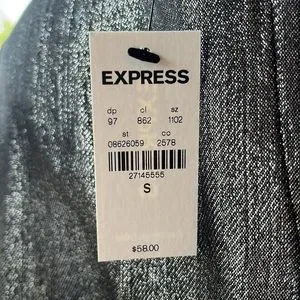 EXPRESS
dp cl sz
97 862 1102
st co
08626059 2578
27145555
S
$58.00